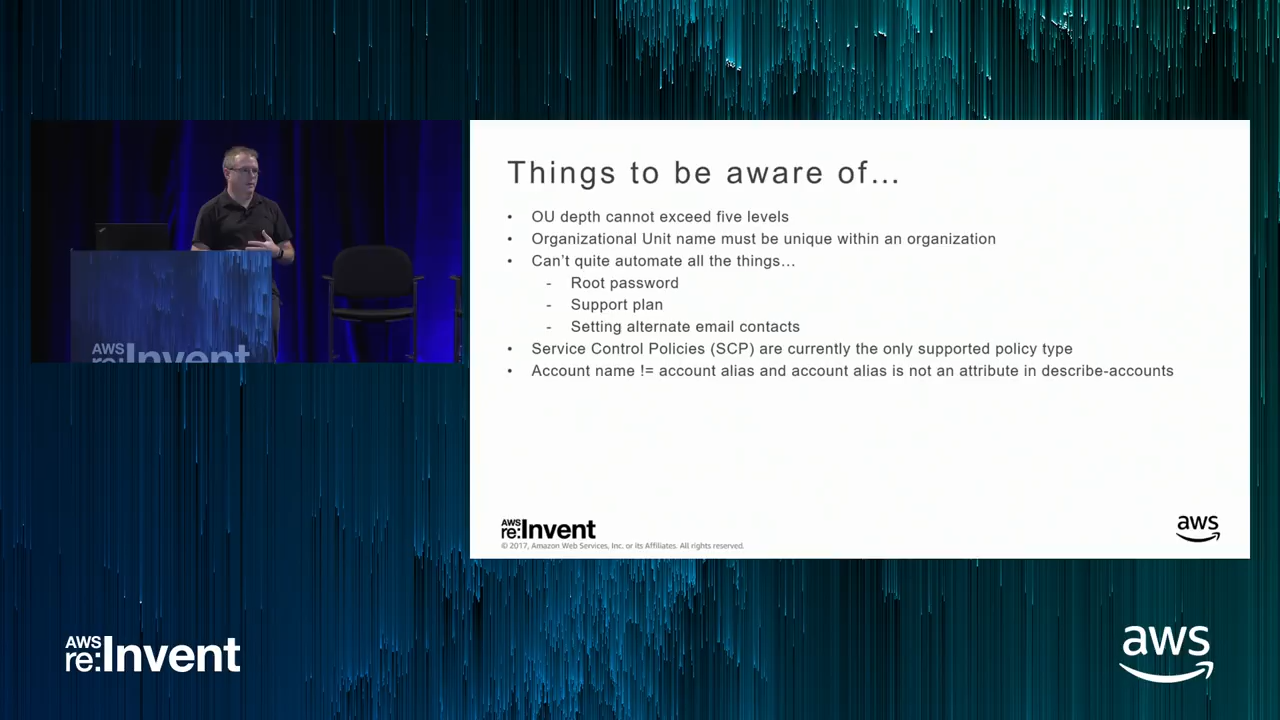 Things to be aware of...
• OU depth cannot exceed five levels
• Organizational Unit name must be unique within an organization
• Can't quite automate all the things...
- Root password
- Support plan
- Setting alternate email contacts
• Service Control Policies (SCP) are currently the only supported policy type
• Account name != account alias and account alias is not an attribute in describe-accounts
AWS
re:Invent
© 2017, Amazon Web Services, Inc. or its Affiliates. All rights reserved.
aws
AWS
re:Invent
AWS
re:Invent
aws